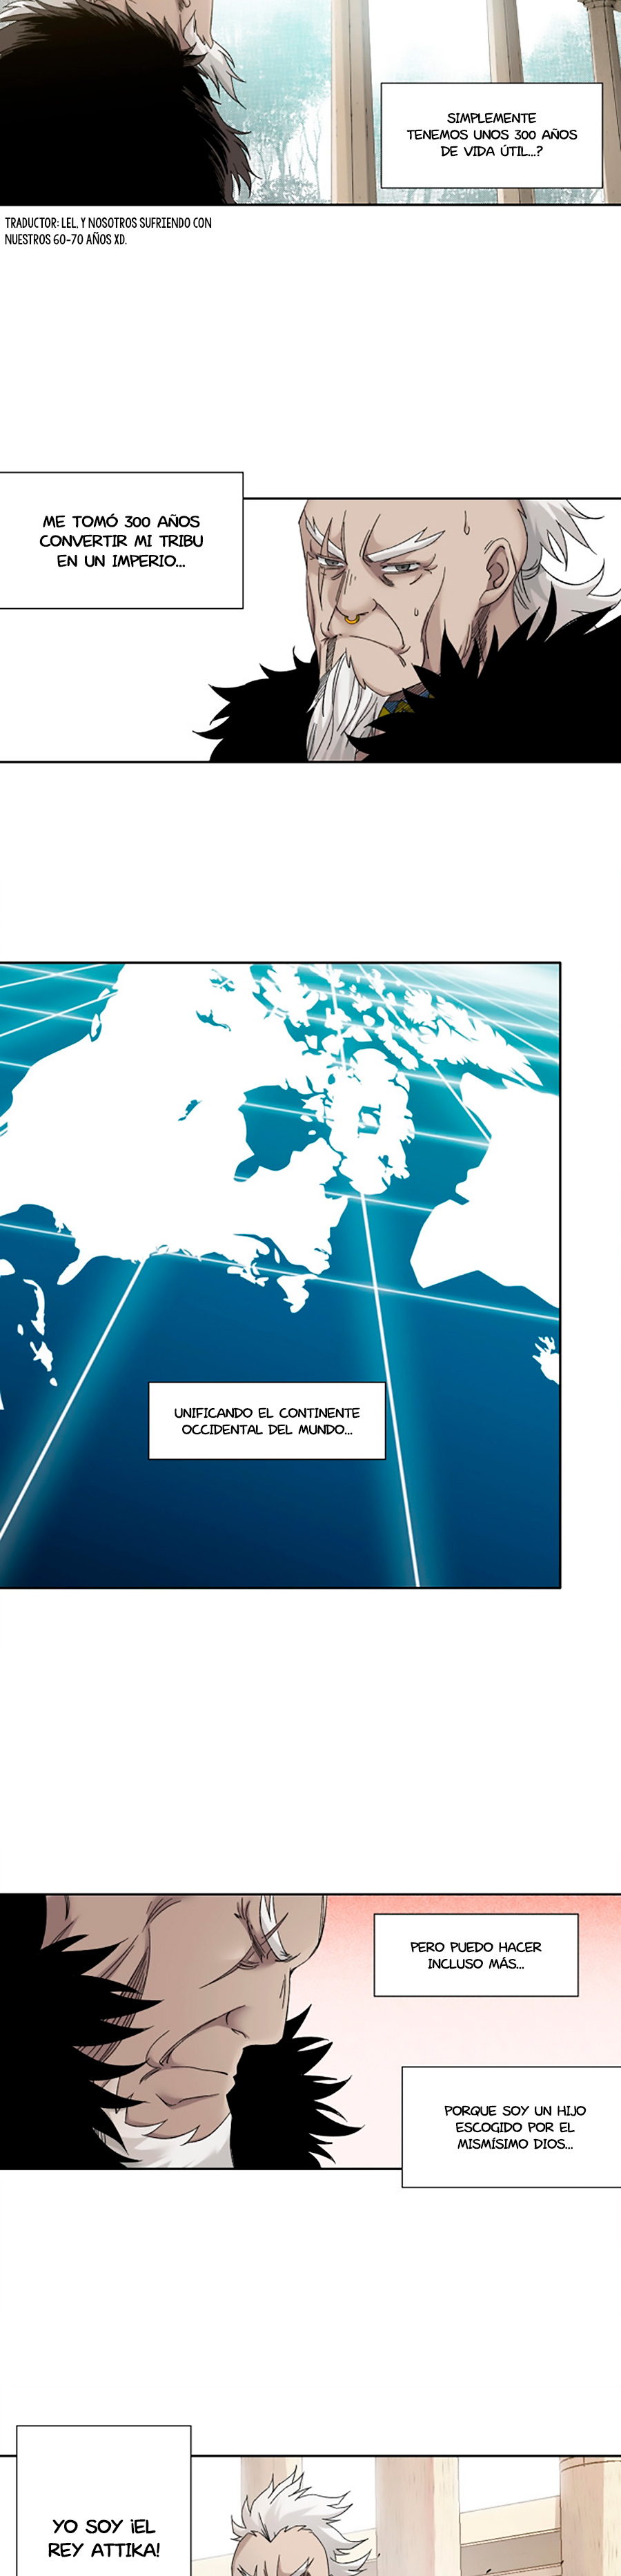 SIMPLEMENTE
TENEMOS UNOS 300 AÑOS
DE VIDA ÚTIL...?
TRADUCTOR: LEL, Y NOSOTROS SUFRIENDO CON
NUESTROS 60-70 AÑOS XD.
ME TOMÓ 300 AÑOS
CONVERTIR MI TRIBU
EN UN IMPERIO...
UNIFICANDO EL CONTINENTE
OCCIDENTAL DEL MUNDO...
PERO PUEDO HACER
INCLUSO MÁS...
PORQUE SOY UN HIJO
ESCOGIDO POR EL
MISMÍSIMO DIOS...
YO SOY ¡EL
REY ATTIKA!